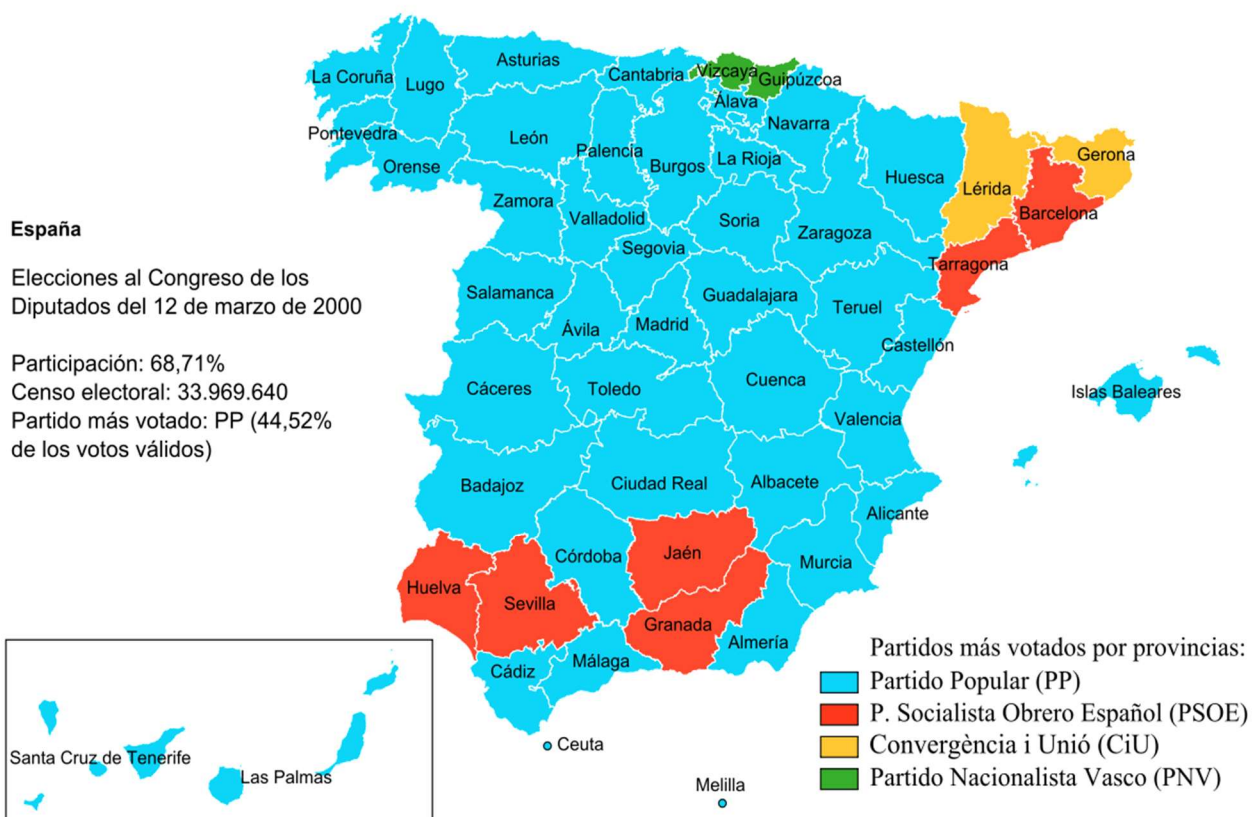 España
Elecciones al Congreso de los
Diputados del 12 de marzo de 2000
Participación: 68,71%
Censo electoral: 33.969.640
Partido más votado: PP (44,52%
de los votos válidos)
La Coruña
Lugo
Asturias
Cantabria
Vizcaya
Guipúzcoa
Álava
Navarra
Pontevedra
Orense
León
Palencia
Burgos
La Rioja
Huesca
Lérida
Gerona
Barcelona
Tarragona
Zamora
Valladolid
Soria
Zaragoza
Segovia
Salamanca
Ávila
Madrid
Guadalajara
Teruel
Castellón
Cáceres
Toledo
Cuenca
Valencia
Islas Baleares
Badajoz
Ciudad Real
Albacete
Alicante
Córdoba
Jaén
Murcia
Huelva
Sevilla
Granada
Almería
Cádiz
Málaga
Ceuta
Melilla
Santa Cruz de Tenerife
Las Palmas
Partidos más votados por provincias:
Partido Popular (PP)
P. Socialista Obrero Español (PSOE)
Convergència i Unió (CiU)
Partido Nacionalista Vasco (PNV)